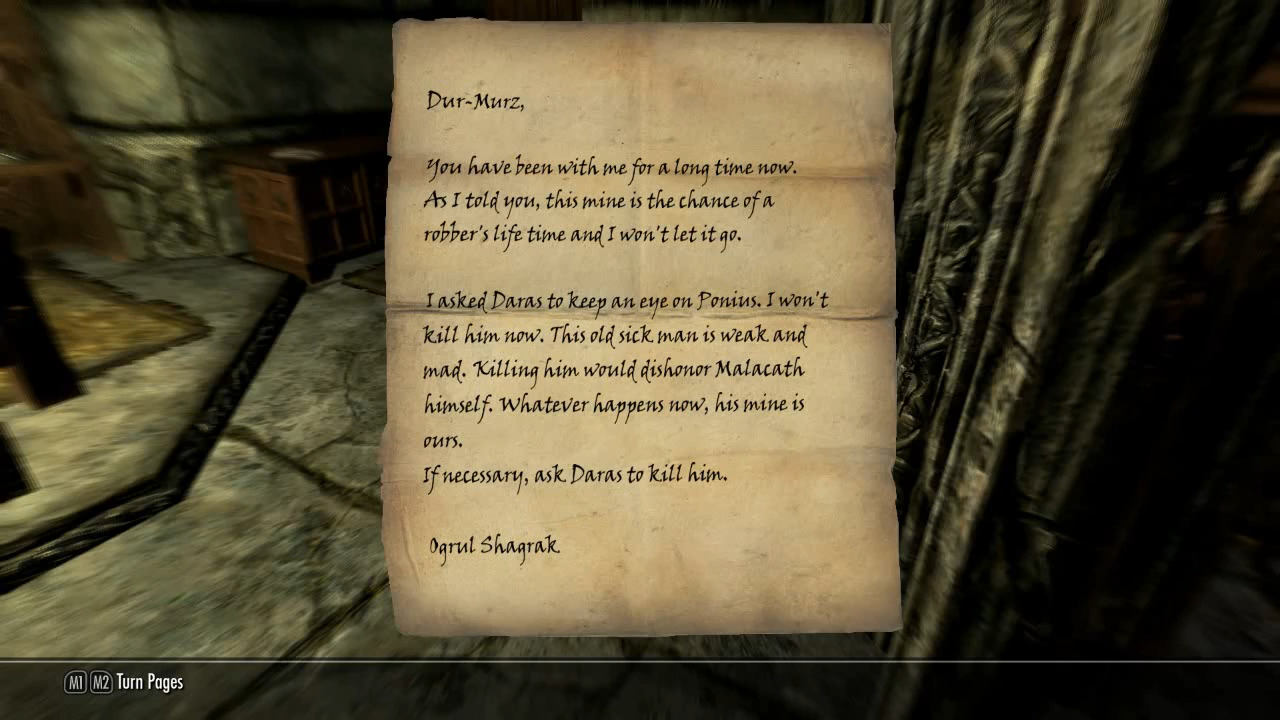 Dur-Murz,
You have been with me for a long time now.
As I told you, this mine is the chance of a
robber's life time and I won't let it go.
I asked Daras to keep an eye on Ponius. I won't
kill him now. This old sick man is weak and
mad. Killing him would dishonor Malacath
himself. Whatever happens now, his mine is
ours.
If necessary, ask Daras to kill him.
Ogrul Shagrak
M1 M2 Turn Pages